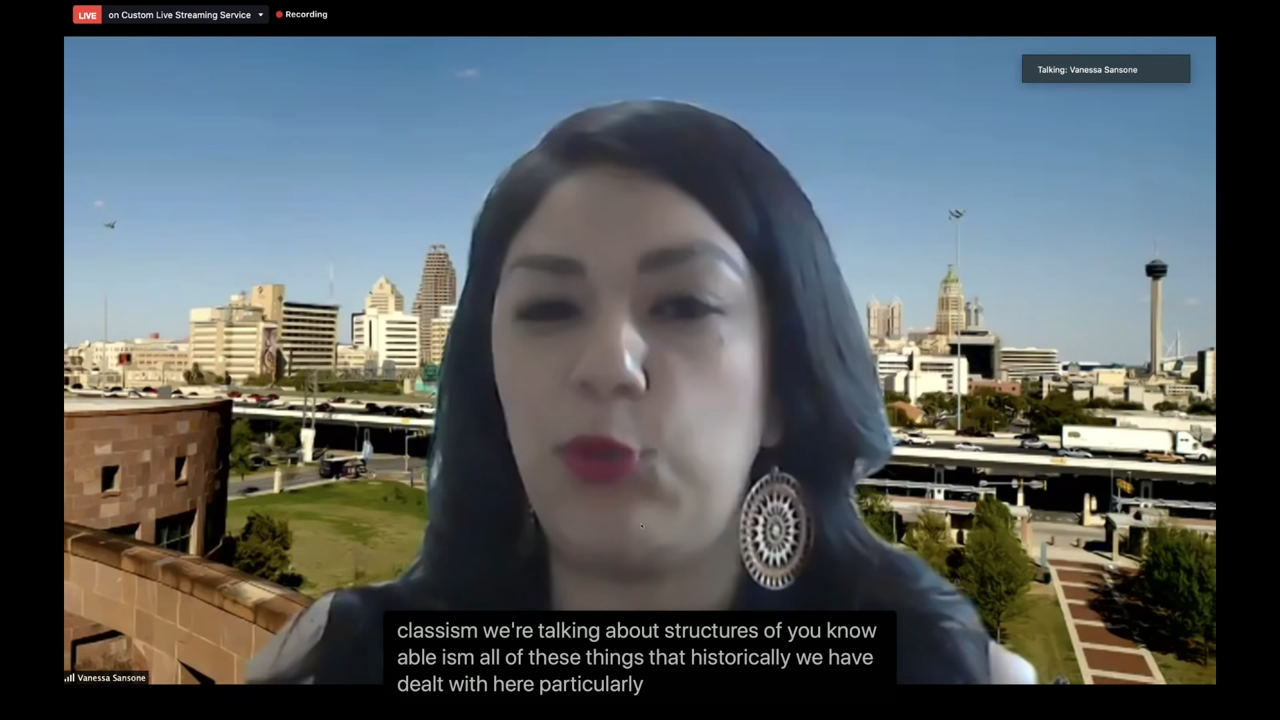 LIVE on Custom Live Streaming Service Recording
Talking: Vanessa Sansone
classism we're talking about structures of you know
able ism all of these things that historically we have
dealt with here particularly
Vanessa Sansone